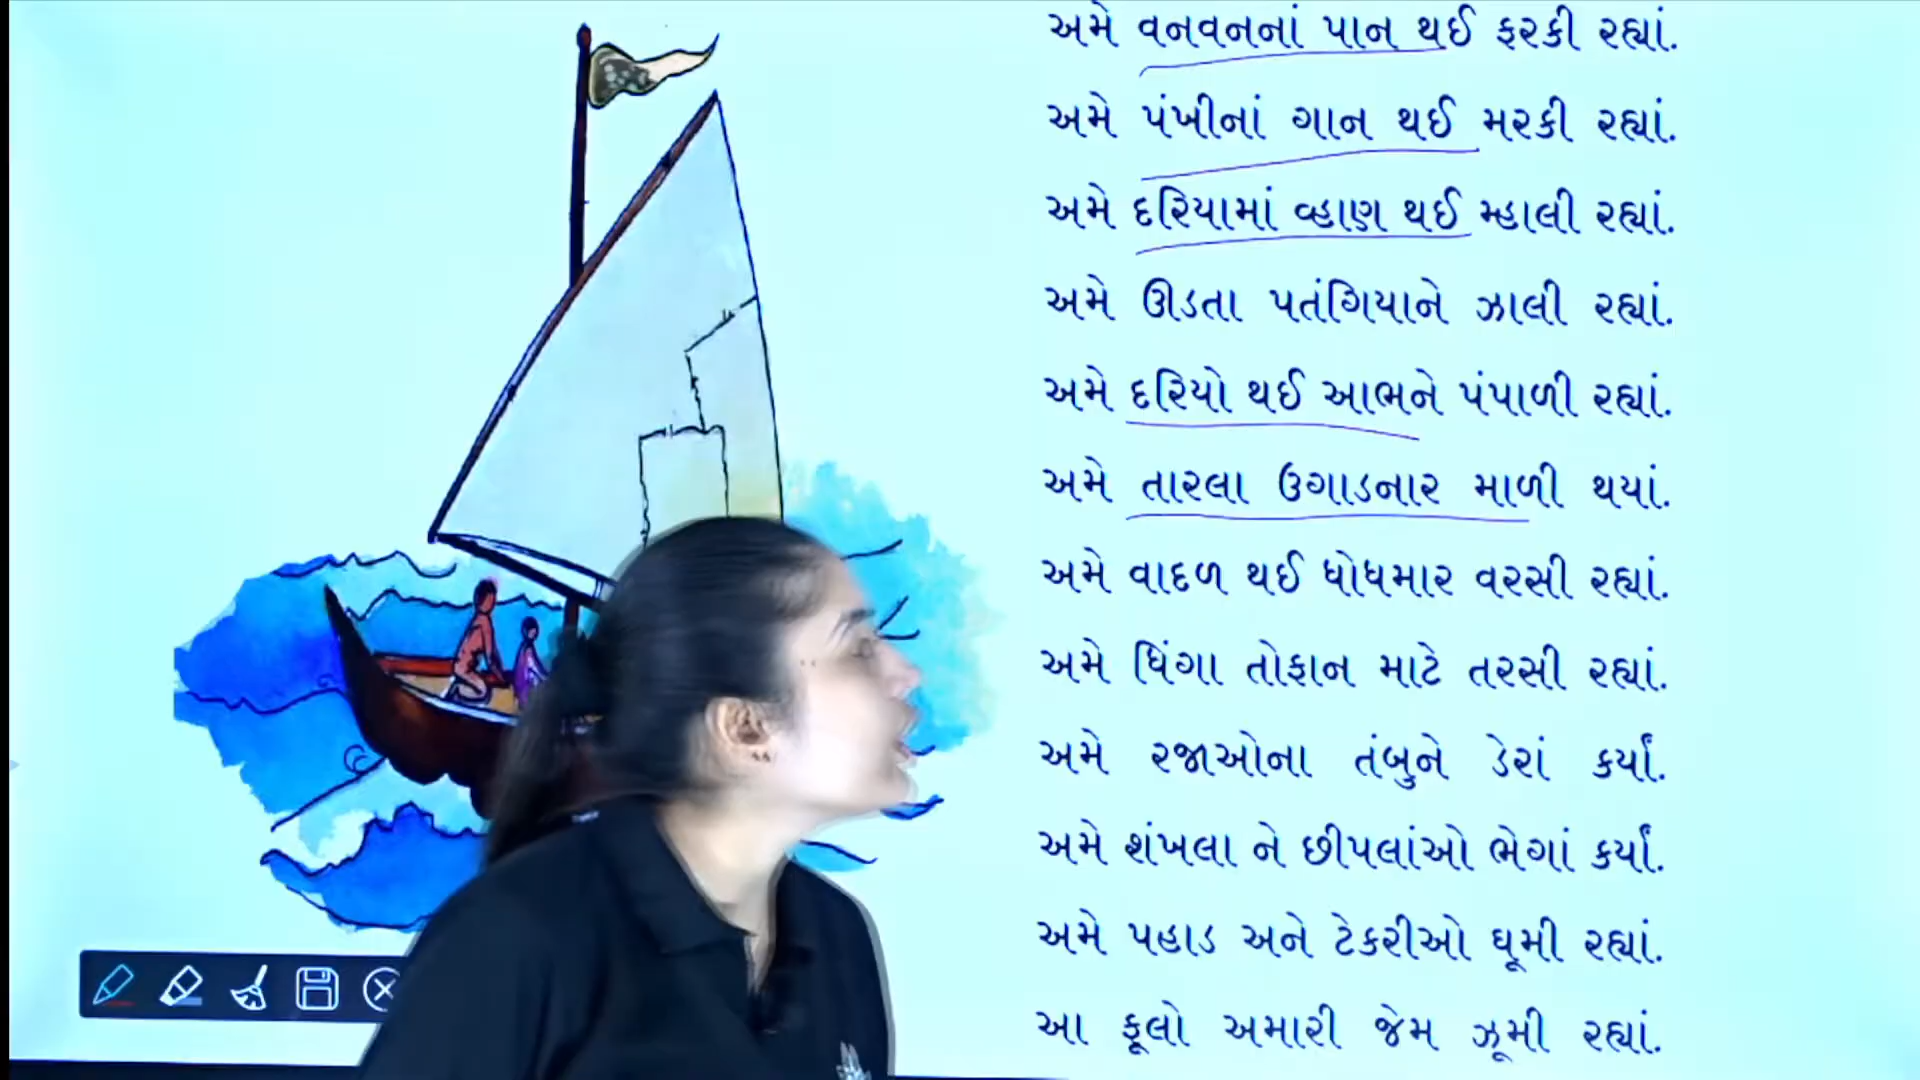 અમે વનવનનાં પાન થઈ ફરકી રહ્યાં.
અમે પંખીનાં ગાન થઈ મરકી રહ્યાં.
અમે દરિયામાં વ્હાણ થઈ મ્હાલી રહ્યાં.
અમે ઊડતા પતંગિયાને ઝાલી રહ્યાં.
અમે દરિયો થઈ આભને પંપાળી રહ્યાં.
અમે તારલા ઉગાડનાર માળી થયાં.
અમે વાદળ થઈ ધોધમાર વરસી રહ્યાં.
અમે ધિંગા તોફાન માટે તરસી રહ્યાં.
અમે રજાઓના તંબુને ડેરાં કર્યાં.
અમે શંખલા ને છીપલાંઓ ભેગાં કર્યાં.
અમે પહાડ અને ટેકરીઓ ઘૂમી રહ્યાં.
આ ફૂલો અમારી જેમ ઝૂમી રહ્યાં.